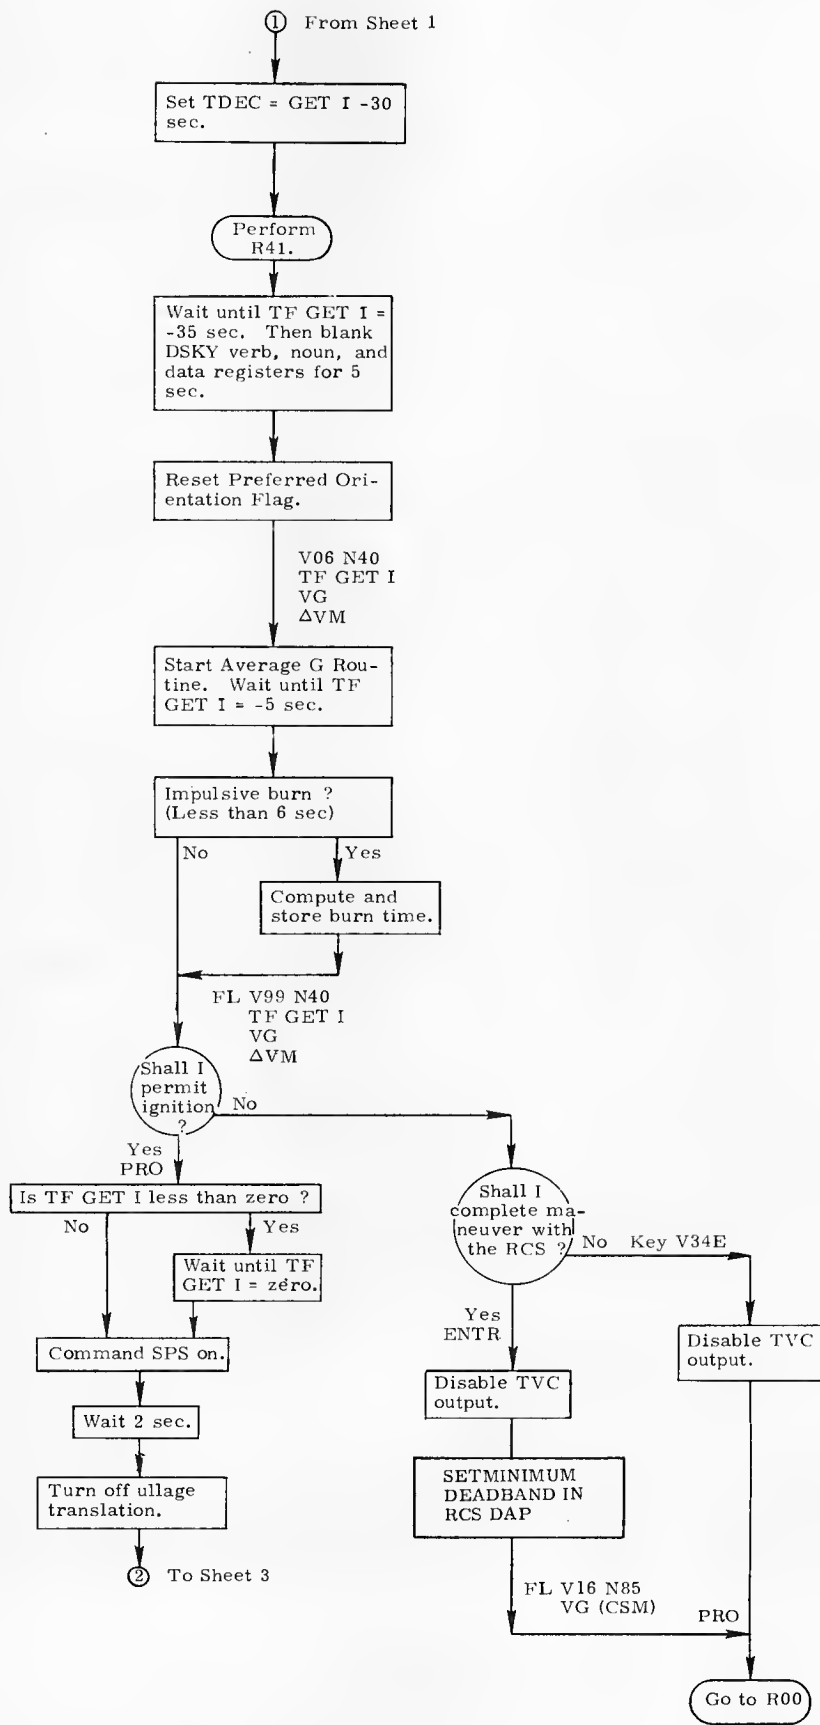 1 From Sheet 1
Set TDEC = GET I -30
sec.
Perform
R41.
Wait until TF GET I =
-35 sec. Then blank
DSKY verb, noun, and
data registers for 5
sec.
Reset Preferred Ori-
entation Flag.
V06 N40
TF GET I
VG
ΔVM
Start Average G Rou-
tine. Wait until TF
GET I = -5 sec.
Impulsive burn ?
(Less than 6 sec)
No
Yes
Compute and
store burn time.
FL V99 N40
TF GET I
VG
ΔVM
Shall I
permit
ignition
?
No
Yes
PRO
Is TF GET I less than zero ?
No
Yes
Wait until TF
GET I = zero.
Command SPS on.
Wait 2 sec.
Turn off ullage
translation.
2 To Sheet 3
Shall I
complete ma-
neuver with
the RCS ?
No Key V34E
Yes
ENTR
Disable TVC
output.
SETMINIMUM
DEADBAND IN
RCS DAP
FL V16 N85
VG (CSM)
PRO
Disable TVC
output.
Go to R00